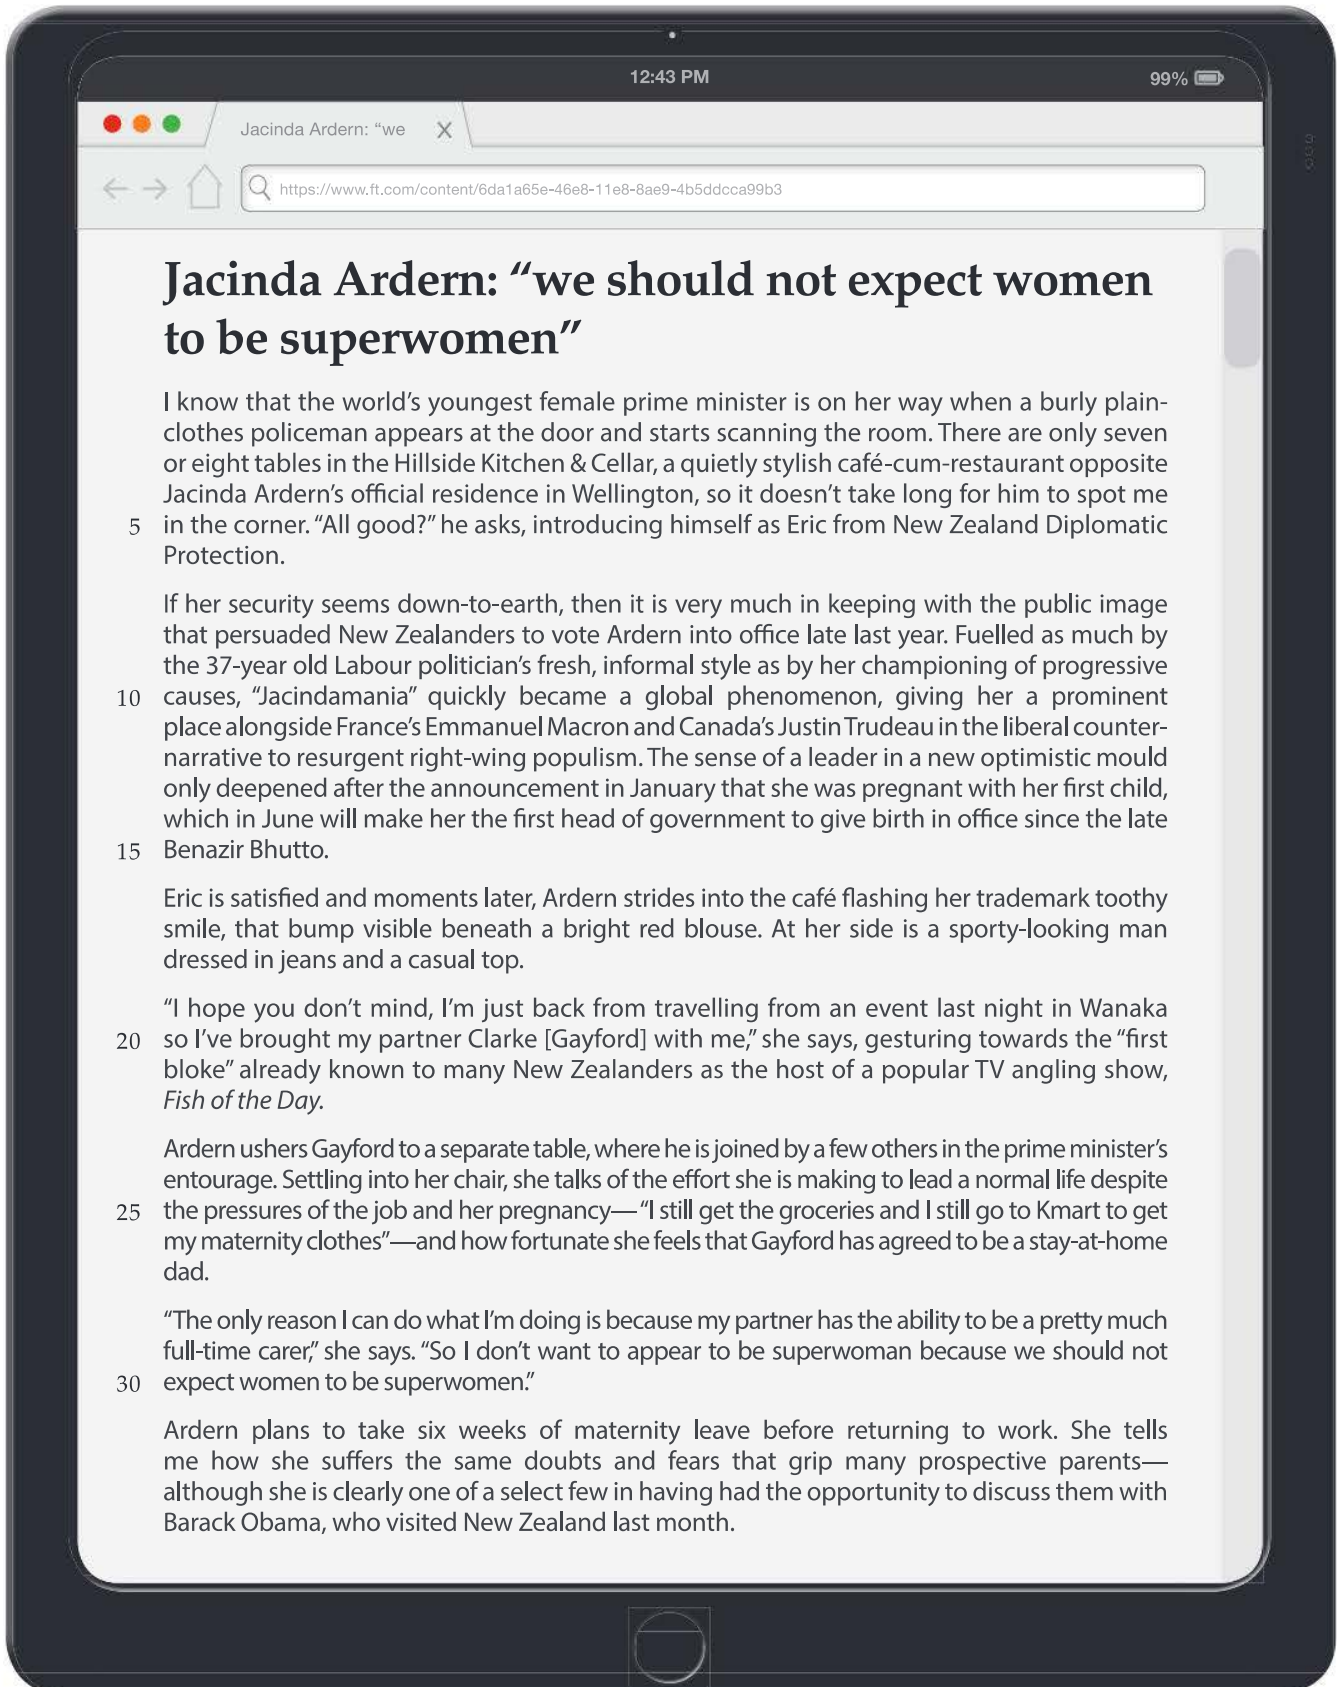 12:43 PM
99%
Jacinda Ardern: “we X
https://www.ft.com/content/6da1a65e-46e8-11e8-8ae9-4b5ddcca99b3
Jacinda Ardern: “we should not expect women
to be superwomen”
I know that the world’s youngest female prime minister is on her way when a burly plain-
clothes policeman appears at the door and starts scanning the room. There are only seven
or eight tables in the Hillside Kitchen & Cellar, a quietly stylish café-cum-restaurant opposite
Jacinda Ardern’s official residence in Wellington, so it doesn’t take long for him to spot me
5 in the corner. “All good?” he asks, introducing himself as Eric from New Zealand Diplomatic
Protection.
If her security seems down-to-earth, then it is very much in keeping with the public image
that persuaded New Zealanders to vote Ardern into office late last year. Fuelled as much by
the 37-year old Labour politician’s fresh, informal style as by her championing of progressive
10 causes, “Jacindamania” quickly became a global phenomenon, giving her a prominent
place alongside France’s Emmanuel Macron and Canada’s Justin Trudeau in the liberal counter-
narrative to resurgent right-wing populism. The sense of a leader in a new optimistic mould
only deepened after the announcement in January that she was pregnant with her first child,
which in June will make her the first head of government to give birth in office since the late
15 Benazir Bhutto.
Eric is satisfied and moments later, Ardern strides into the café flashing her trademark toothy
smile, that bump visible beneath a bright red blouse. At her side is a sporty-looking man
dressed in jeans and a casual top.
“I hope you don’t mind, I’m just back from travelling from an event last night in Wanaka
20 so I’ve brought my partner Clarke [Gayford] with me,” she says, gesturing towards the “first
bloke” already known to many New Zealanders as the host of a popular TV angling show,
Fish of the Day.
Ardern ushers Gayford to a separate table, where he is joined by a few others in the prime minister’s
entourage. Settling into her chair, she talks of the effort she is making to lead a normal life despite
25 the pressures of the job and her pregnancy—“I still get the groceries and I still go to Kmart to get
my maternity clothes”—and how fortunate she feels that Gayford has agreed to be a stay-at-home
dad.
“The only reason I can do what I’m doing is because my partner has the ability to be a pretty much
full-time carer,” she says. “So I don’t want to appear to be superwoman because we should not
30 expect women to be superwomen.”
Ardern plans to take six weeks of maternity leave before returning to work. She tells
me how she suffers the same doubts and fears that grip many prospective parents—
although she is clearly one of a select few in having had the opportunity to discuss them with
Barack Obama, who visited New Zealand last month.